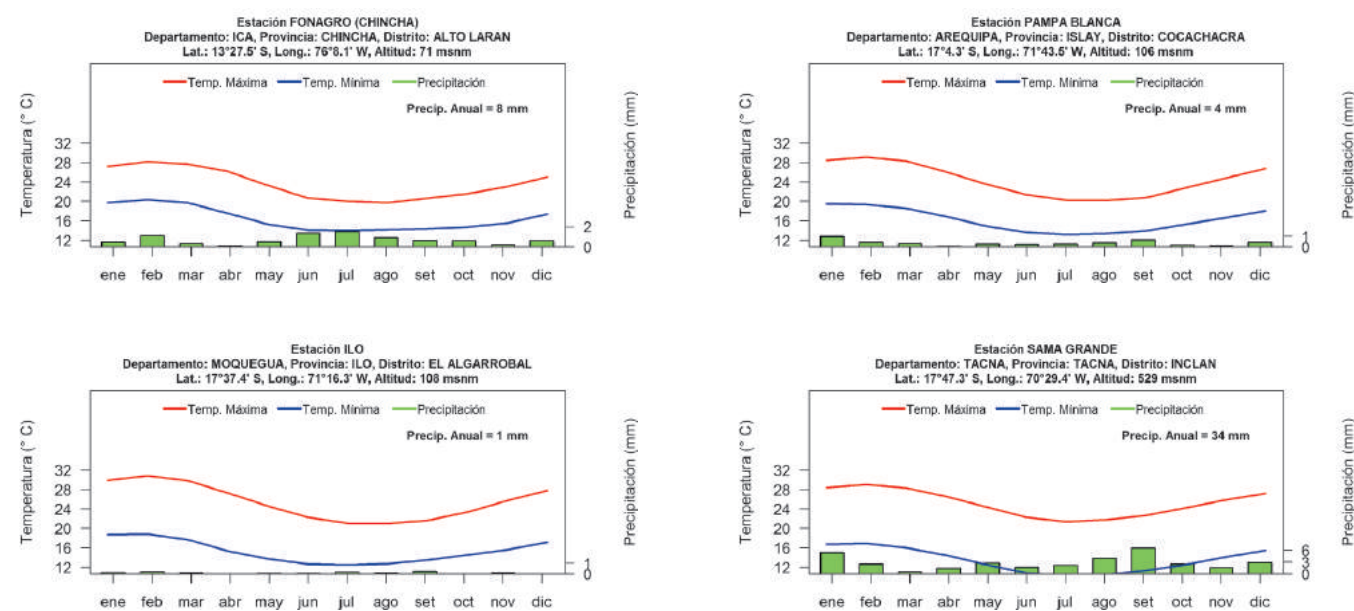 Estación FONAGRO (CHINCHA)
Departamento: ICA, Provincia: CHINCHA, Distrito: ALTO LARAN
Lat.: 13°27.5' S, Long.: 76°8.1' W, Altitud: 71 msnm
Temp. Máxima Temp. Mínima Precipitación
Precip. Anual = 8 mm
Temperatura (° C)
32
28
24
20
16
12
Precipitación (mm)
2
0
ene feb mar abr may jun jul ago set oct nov dic
Estación PAMPA BLANCA
Departamento: AREQUIPA, Provincia: ISLAY, Distrito: COCACHACRA
Lat.: 17°4.3' S, Long.: 71°43.5' W, Altitud: 106 msnm
Temp. Máxima Temp. Mínima Precipitación
Precip. Anual = 4 mm
Temperatura (° C)
32
28
24
20
16
12
Precipitación (mm)
1
0
ene feb mar abr may jun jul ago set oct nov dic
Estación ILO
Departamento: MOQUEGUA, Provincia: ILO, Distrito: EL ALGARROBAL
Lat.: 17°37.4' S, Long.: 71°16.3' W, Altitud: 108 msnm
Temp. Máxima Temp. Mínima Precipitación
Precip. Anual = 1 mm
Temperatura (° C)
32
28
24
20
16
12
Precipitación (mm)
1
0
ene feb mar abr may jun jul ago set oct nov dic
Estación SAMA GRANDE
Departamento: TACNA, Provincia: TACNA, Distrito: INCLAN
Lat.: 17°47.3' S, Long.: 70°29.4' W, Altitud: 529 msnm
Temp. Máxima Temp. Mínima Precipitación
Precip. Anual = 34 mm
Temperatura (° C)
32
28
24
20
16
12
Precipitación (mm)
6
3
0
ene feb mar abr may jun jul ago set oct nov dic